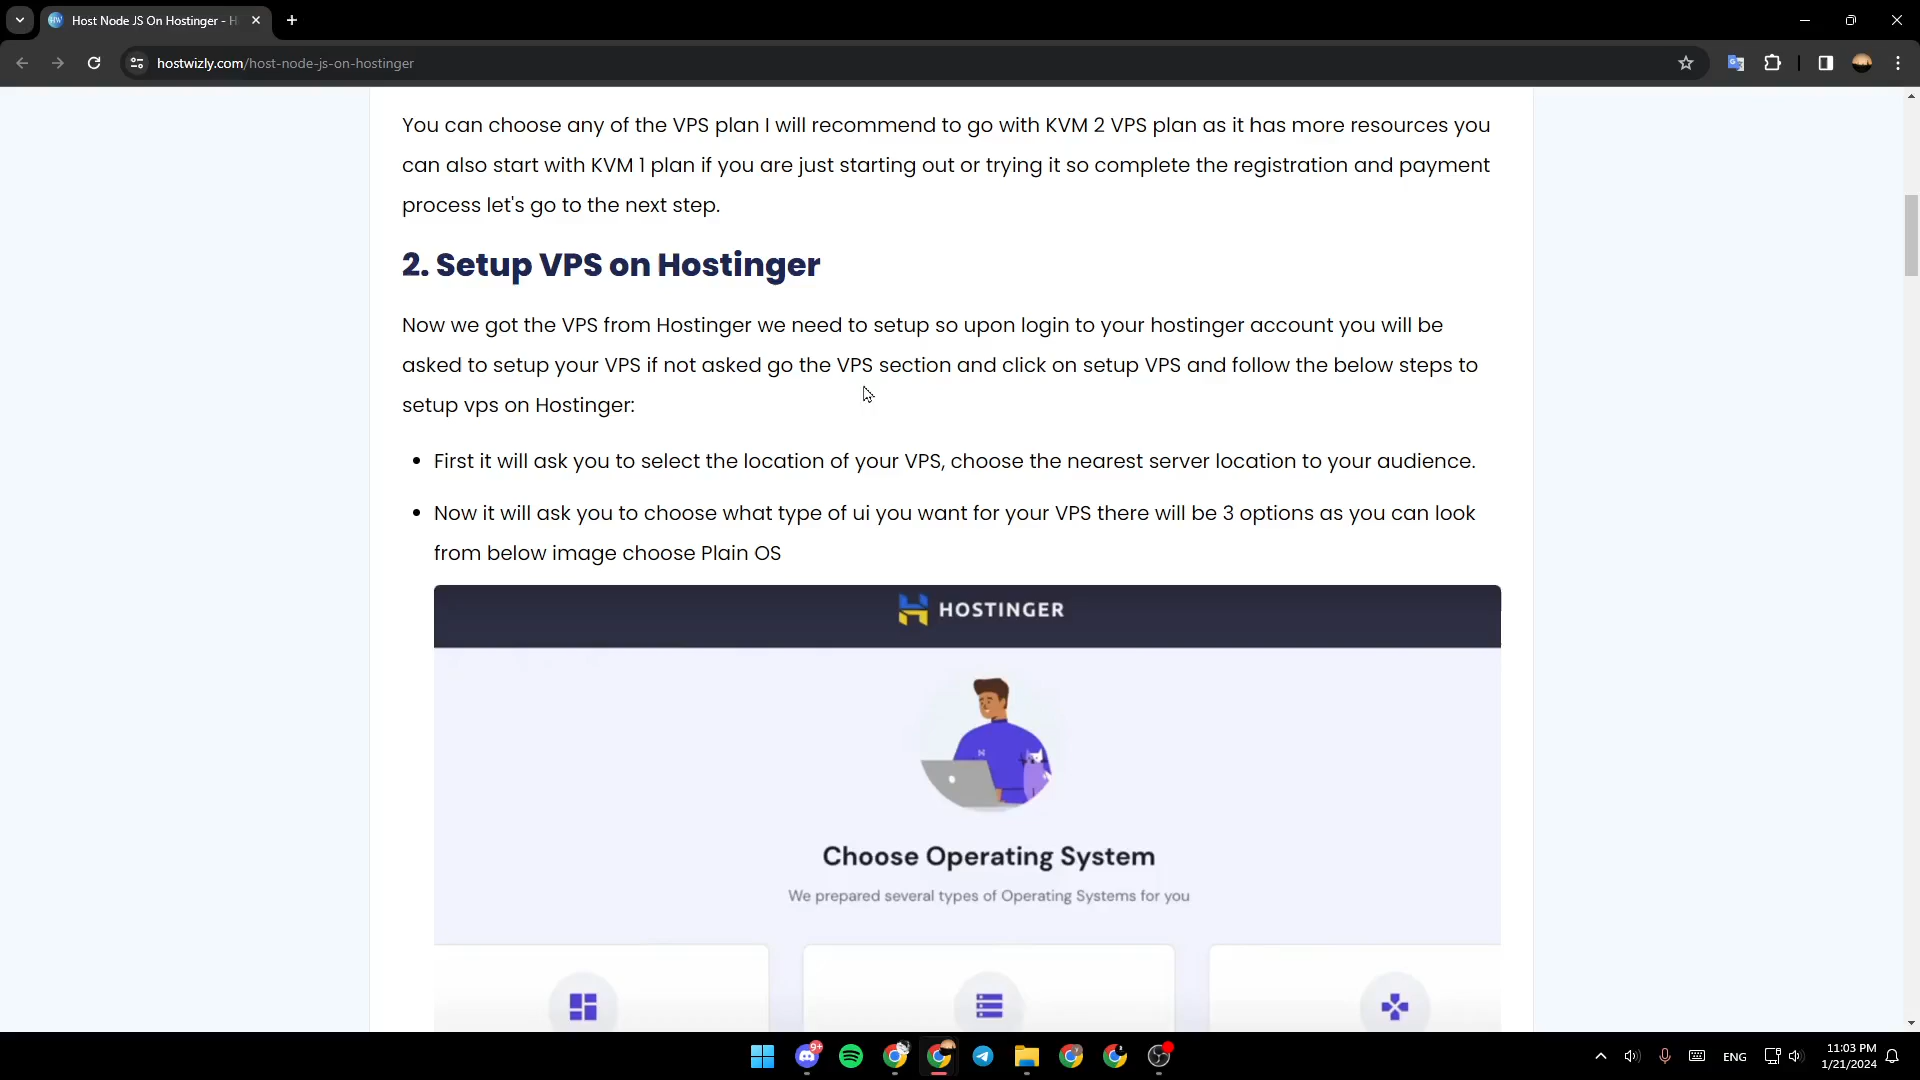 Host Node JS On Hostinger - H
hostwizly.com/host-node-js-on-hostinger
You can choose any of the VPS plan I will recommend to go with KVM 2 VPS plan as it has more resources you
can also start with KVM 1 plan if you are just starting out or trying it so complete the registration and payment
process let's go to the next step.
2. Setup VPS on Hostinger
Now we got the VPS from Hostinger we need to setup so upon login to your hostinger account you will be
asked to setup your VPS if not asked go the VPS section and click on setup VPS and follow the below steps to
setup vps on Hostinger:
First it will ask you to select the location of your VPS, choose the nearest server location to your audience.
Now it will ask you to choose what type of ui you want for your VPS there will be 3 options as you can look
from below image choose Plain OS
HOSTINGER
Choose Operating System
We prepared several types of Operating Systems for you
9+
ENG
11:03 PM
1/21/2024